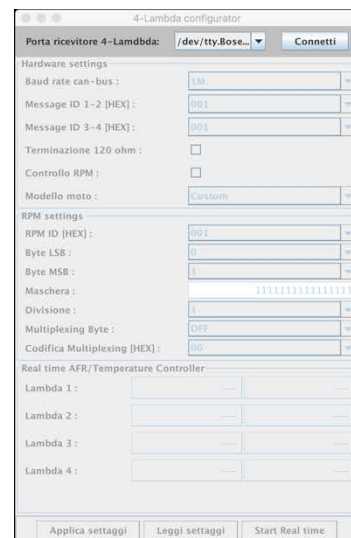 4-Lambda configurator
Porta ricevitore 4-Lamdbda: /dev/tty.Bose... Connetti
Hardware settings
Baud rate can-bus : 1M
Message ID 1-2 [HEX] : 001
Message ID 3-4 [HEX] : 001
Terminazione 120 ohm :
Controllo RPM :
Modello moto : Custom
RPM settings
RPM ID [HEX] : 001
Byte LSB : 0
Byte MSB : 1
Maschera : 1111111111111111
Divisione : 1
Multiplexing Byte : OFF
Codifica Multiplexing [HEX] : 00
Real time AFR/Temperature Controller
Lambda 1 : --- ---
Lambda 2 : --- ---
Lambda 3 : --- ---
Lambda 4 : --- ---
Applica settaggi Leggi settaggi Start Real time